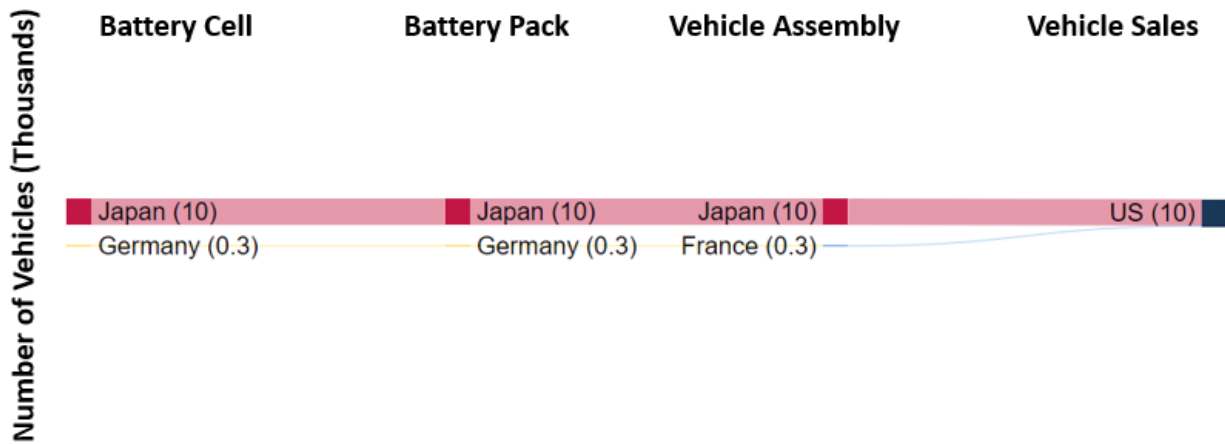 Number of Vehicles (Thousands)
Battery Cell
Battery Pack
Vehicle Assembly
Vehicle Sales
Japan (10)
Japan (10)
Japan (10)
US (10)
Germany (0.3)
Germany (0.3)
France (0.3)